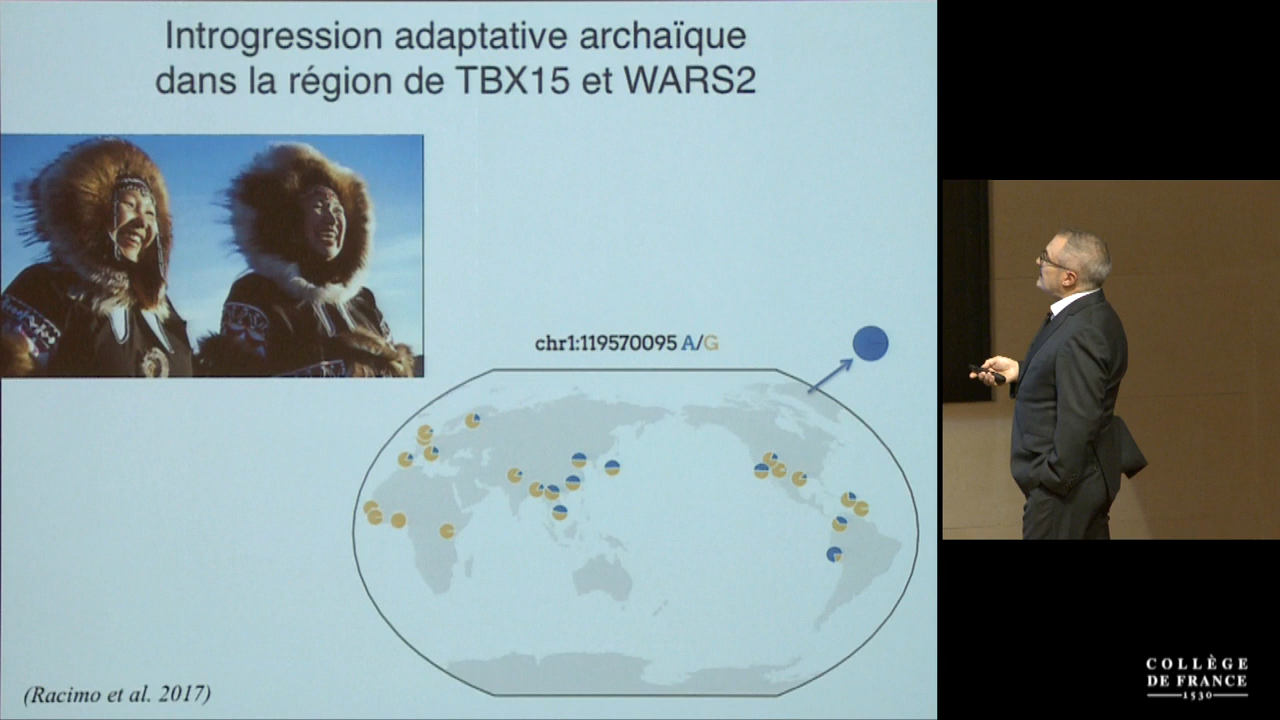 Introgression adaptative archaïque
dans la région de TBX15 et WARS2
chr1:119570095 A/G
(Racimo et al. 2017)
COLLÈGE
DE FRANCE
1530